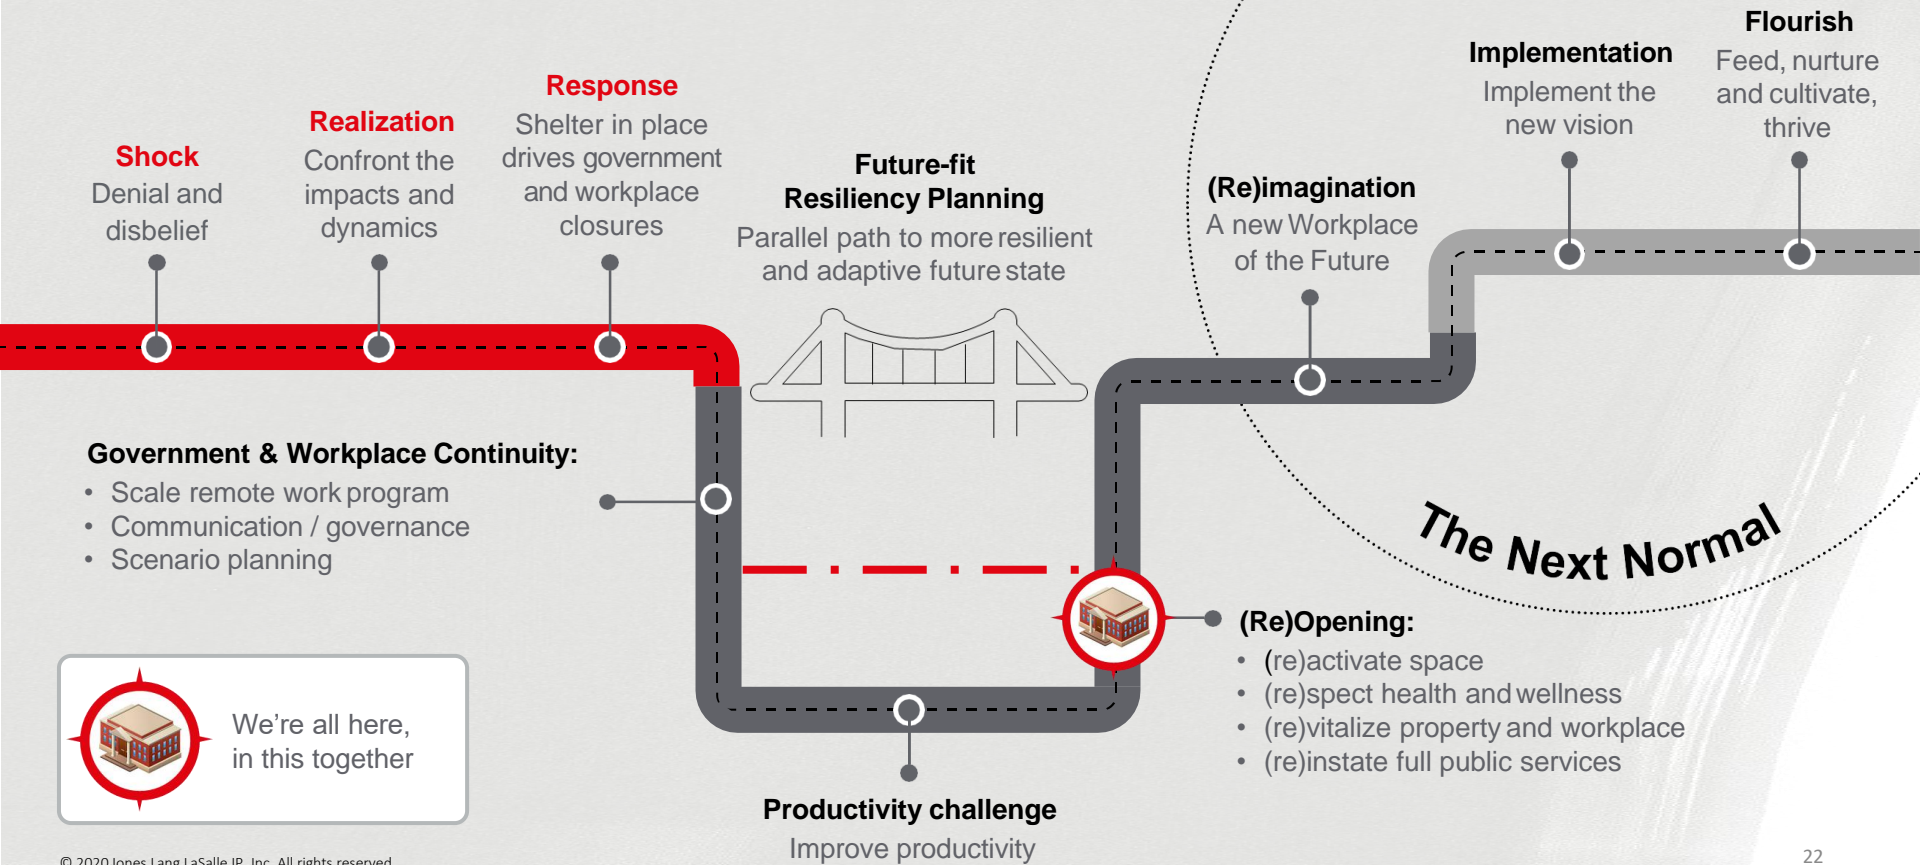 Shock
Denial and
disbelief
Realization
Confront the
impacts and
dynamics
Response
Shelter in place
drives government
and workplace
closures
Future-fit
Resiliency Planning
Parallel path to more resilient
and adaptive future state
(Re)imagination
A new Workplace
of the Future
Implementation
Implement the
new vision
Flourish
Feed, nurture
and cultivate,
thrive
Government & Workplace Continuity:
• Scale remote work program
• Communication / governance
• Scenario planning
The Next Normal
(Re)Opening:
• (re)activate space
• (re)spect health and wellness
• (re)vitalize property and workplace
• (re)instate full public services
We're all here,
in this together
Productivity challenge
Improve productivity
© 2020 Jones Lang LaSalle IP, Inc. All rights reserved.
22